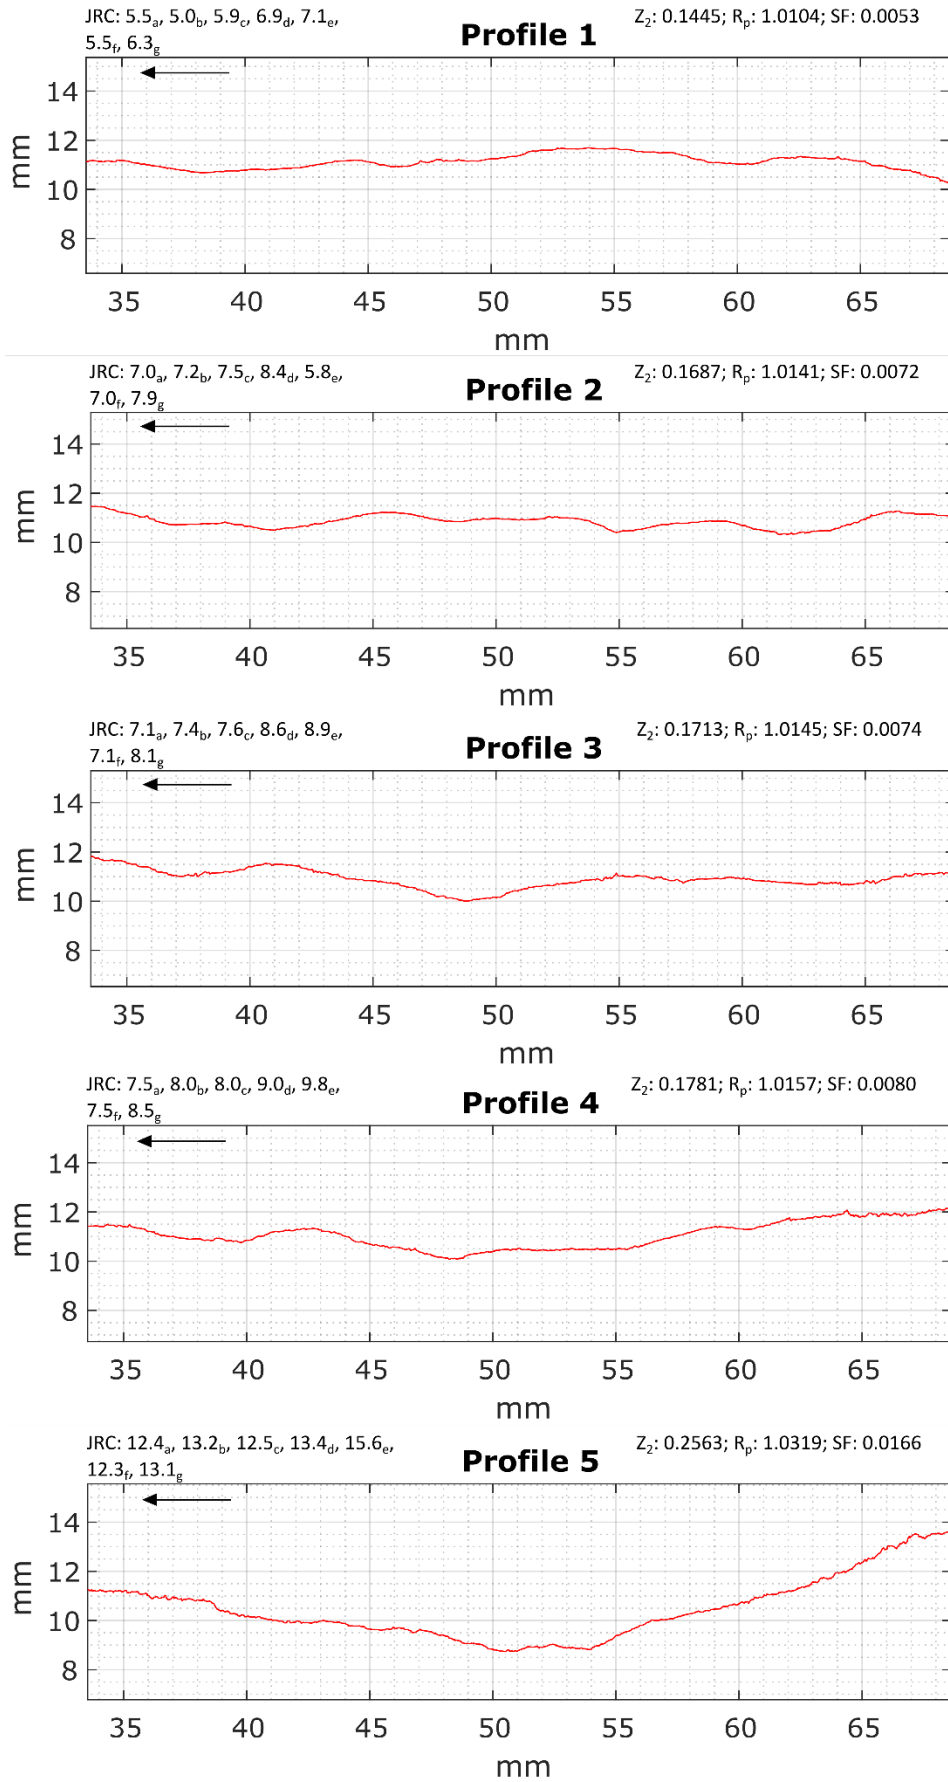 JRC: 5.5a, 5.0b, 5.9c, 6.9d, 7.1e,
5.5f, 6.3g
Profile 1
Z2: 0.1445; Rp: 1.0104; SF: 0.0053
14
12
10
8
mm
35 40 45 50 55 60 65
mm
JRC: 7.0a, 7.2b, 7.5c, 8.4d, 5.8e,
7.0f, 7.9g
Profile 2
Z2: 0.1687; Rp: 1.0141; SF: 0.0072
14
12
10
8
mm
35 40 45 50 55 60 65
mm
JRC: 7.1a, 7.4b, 7.6c, 8.6d, 8.9e,
7.1f, 8.1g
Profile 3
Z2: 0.1713; Rp: 1.0145; SF: 0.0074
14
12
10
8
mm
35 40 45 50 55 60 65
mm
JRC: 7.5a, 8.0b, 8.0c, 9.0d, 9.8e,
7.5f, 8.5g
Profile 4
Z2: 0.1781; Rp: 1.0157; SF: 0.0080
14
12
10
8
mm
35 40 45 50 55 60 65
mm
JRC: 12.4a, 13.2b, 12.5c, 13.4d, 15.6e,
12.3f, 13.1g
Profile 5
Z2: 0.2563; Rp: 1.0319; SF: 0.0166
14
12
10
8
mm
35 40 45 50 55 60 65
mm